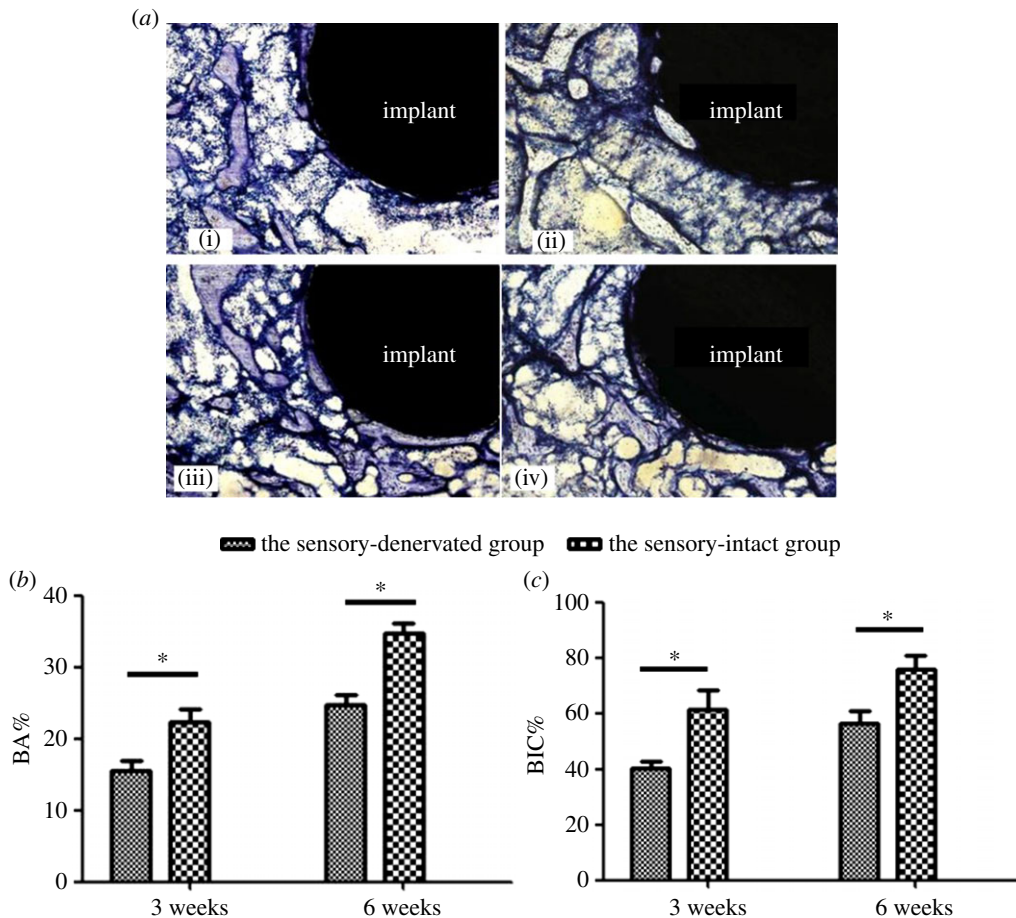 (a)
implant
implant
(i)
(ii)
implant
implant
(iii)
(iv)
the sensory-denervated group the sensory-intact group
(b)
40
30
20
10
0
BA%
*
*
3 weeks 6 weeks
(c)
100
80
60
40
20
0
BIC%
*
*
3 weeks 6 weeks